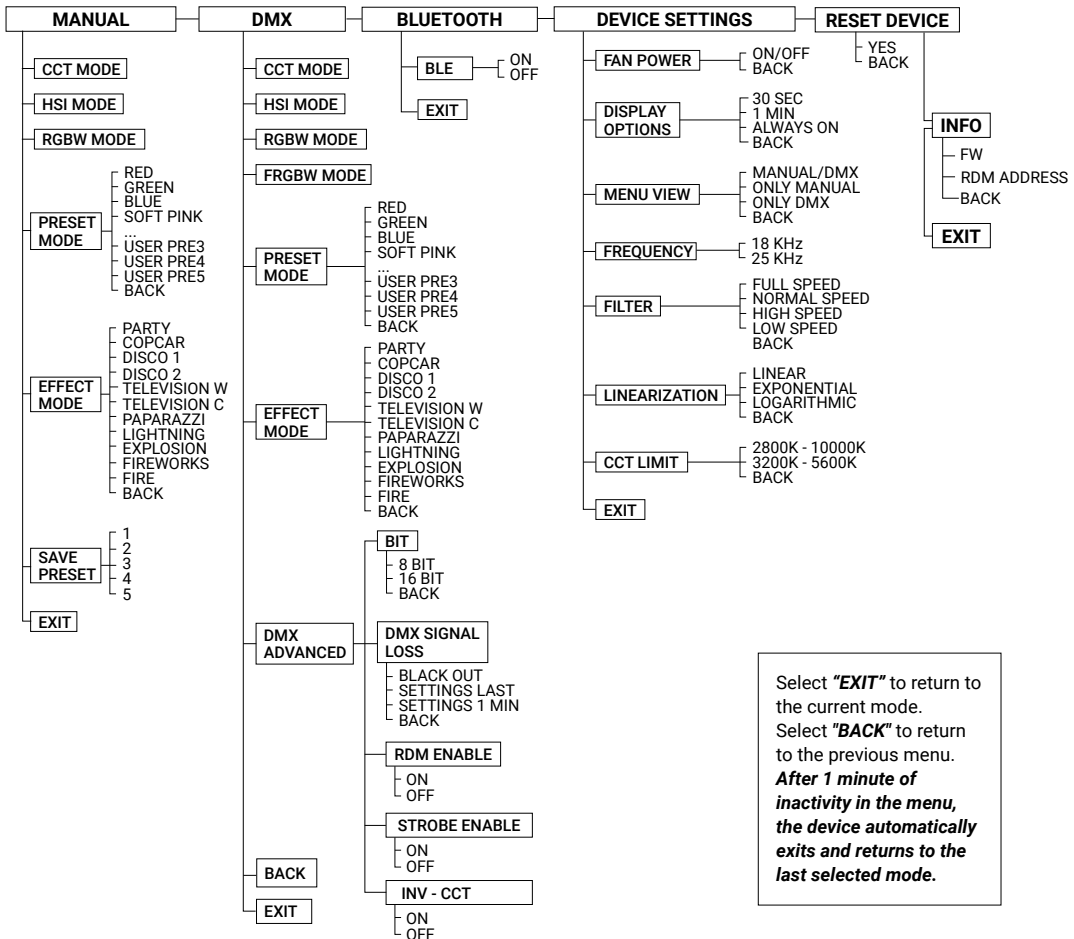 MANUAL
CCT MODE
HSI MODE
RGBW MODE
PRESET
MODE
RED
GREEN
BLUE
SOFT PINK
...
USER PRE3
USER PRE4
USER PRE5
BACK
EFFECT
MODE
PARTY
COPCAR
DISCO 1
DISCO 2
TELEVISION W
TELEVISION C
PAPARAZZI
LIGHTNING
EXPLOSION
FIREWORKS
FIRE
BACK
SAVE
PRESET
1
2
3
4
5
EXIT
DMX
CCT MODE
HSI MODE
RGBW MODE
FRGBW MODE
PRESET
MODE
RED
GREEN
BLUE
SOFT PINK
...
USER PRE3
USER PRE4
USER PRE5
BACK
EFFECT
MODE
PARTY
COPCAR
DISCO 1
DISCO 2
TELEVISION W
TELEVISION C
PAPARAZZI
LIGHTNING
EXPLOSION
FIREWORKS
FIRE
BACK
DMX
ADVANCED
BIT
8 BIT
16 BIT
BACK
DMX SIGNAL
LOSS
BLACK OUT
SETTINGS LAST
SETTINGS 1 MIN
BACK
RDM ENABLE
ON
OFF
STROBE ENABLE
ON
OFF
INV - CCT
ON
OFF
BACK
EXIT
BLUETOOTH
BLE
ON
OFF
EXIT
DEVICE SETTINGS
FAN POWER
ON/OFF
BACK
DISPLAY
OPTIONS
30 SEC
1 MIN
ALWAYS ON
BACK
MENU VIEW
MANUAL/DMX
ONLY MANUAL
ONLY DMX
BACK
FREQUENCY
18 KHz
25 KHz
FILTER
FULL SPEED
NORMAL SPEED
HIGH SPEED
LOW SPEED
BACK
LINEARIZATION
LINEAR
EXPONENTIAL
LOGARITHMIC
BACK
CCT LIMIT
2800K - 10000K
3200K - 5600K
BACK
EXIT
RESET DEVICE
YES
BACK
INFO
FW
RDM ADDRESS
BACK
EXIT
Select "EXIT" to return to
the current mode.
Select "BACK" to return
to the previous menu.
After 1 minute of
inactivity in the menu,
the device automatically
exits and returns to the
last selected mode.